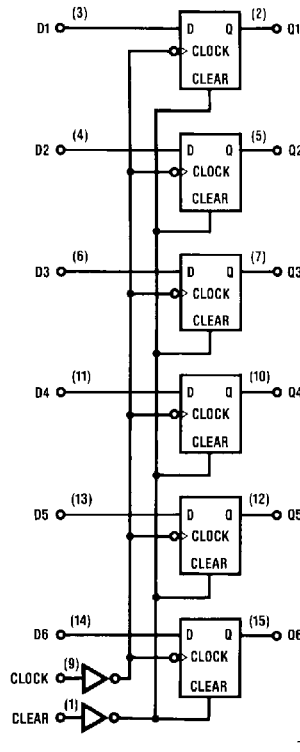 D1 (3) D Q (2) Q1
CLOCK
CLEAR
D2 (4) D Q (5) Q2
CLOCK
CLEAR
D3 (6) D Q (7) Q3
CLOCK
CLEAR
D4 (11) D Q (10) Q4
CLOCK
CLEAR
D5 (13) D Q (12) Q5
CLOCK
CLEAR
D6 (14) D Q (15) Q6
CLOCK
CLOCK (9)
CLEAR
CLEAR (1)